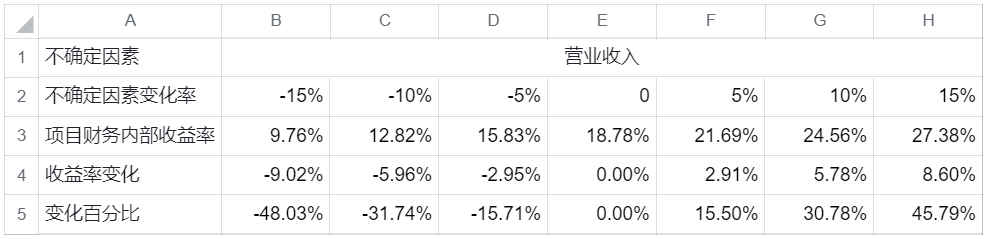 A B C D E F G H
1 不确定因素 营业收入
2 不确定因素变化率 -15% -10% -5% 0 5% 10% 15%
3 项目财务内部收益率 9.76% 12.82% 15.83% 18.78% 21.69% 24.56% 27.38%
4 收益率变化 -9.02% -5.96% -2.95% 0.00% 2.91% 5.78% 8.60%
5 变化百分比 -48.03% -31.74% -15.71% 0.00% 15.50% 30.78% 45.79%